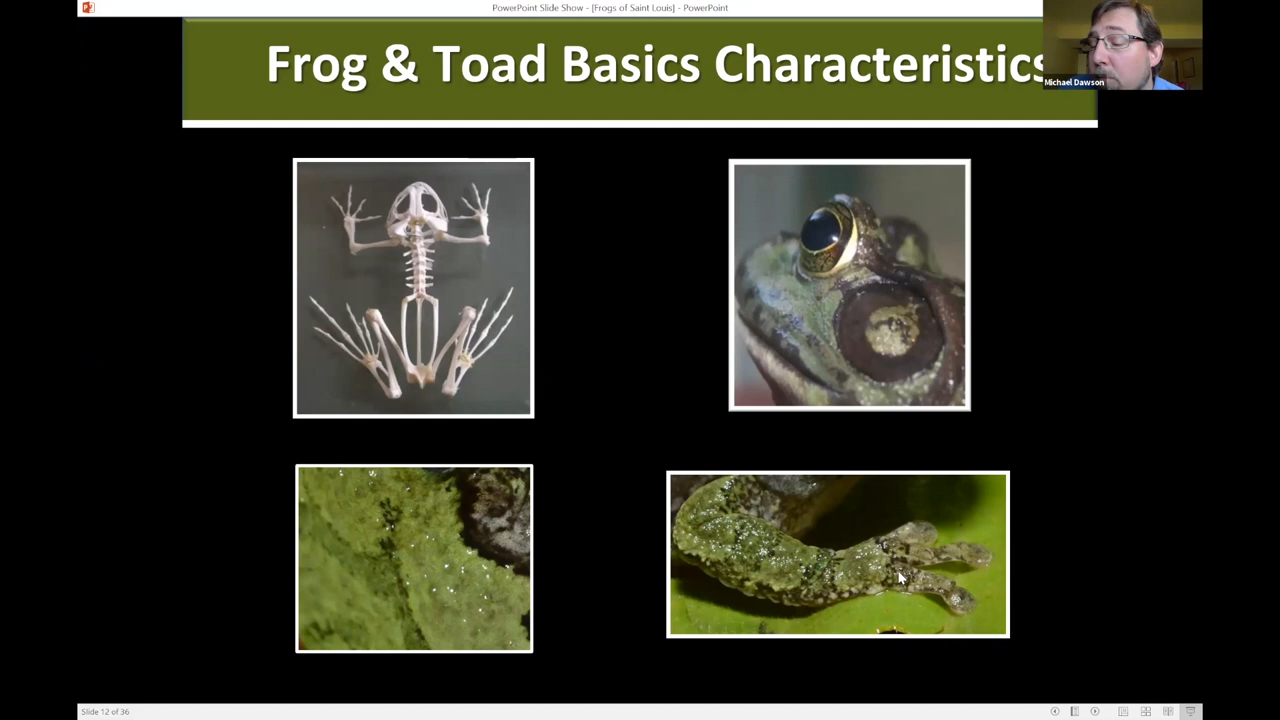 PowerPoint Slide Show - [Frogs of Saint Louis] - PowerPoint
Frog & Toad Basics Characteristics
Michael Dawson
Slide 12 of 36